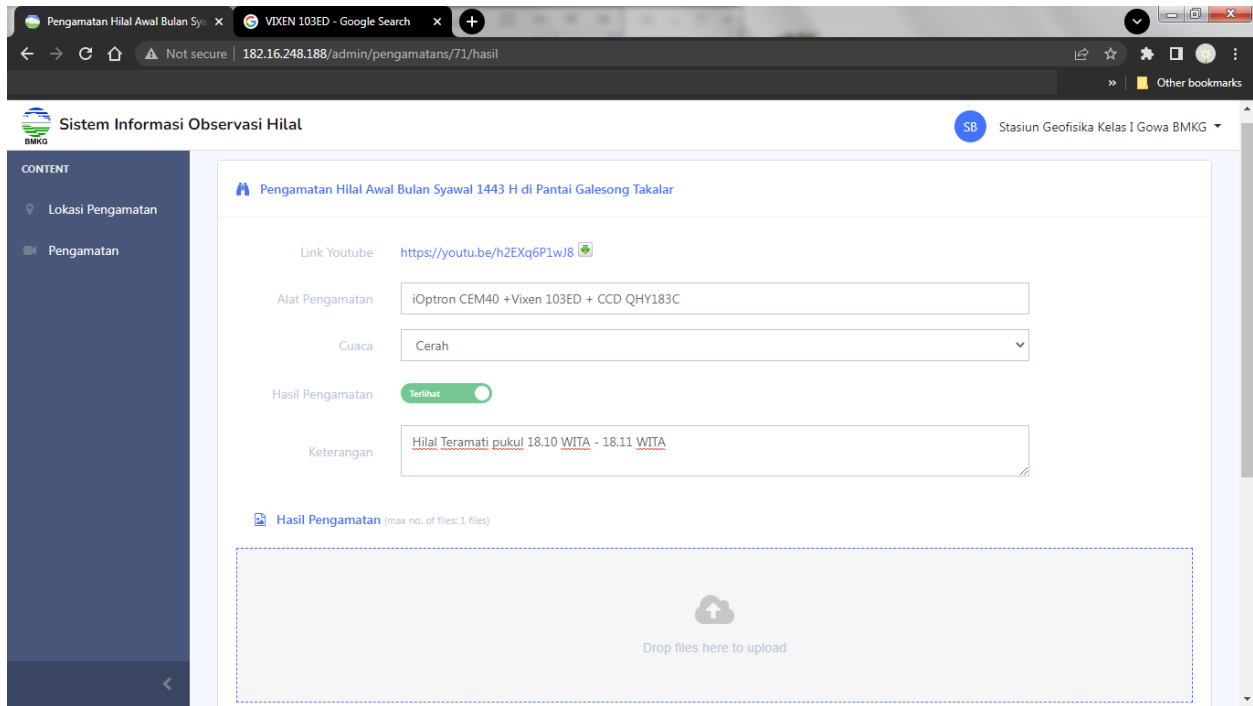 Pengamatan Hilal Awal Bulan Sya
VIXEN 103ED - Google Search
Not secure | 182.16.248.188/admin/pengamatans/71/hasil
» Other bookmarks
BMKG
Sistem Informasi Observasi Hilal
SB Stasiun Geofisika Kelas I Gowa BMKG
CONTENT
Lokasi Pengamatan
Pengamatan
Pengamatan Hilal Awal Bulan Syawal 1443 H di Pantai Galesong Takalar
Link Youtube https://youtu.be/h2EXq6P1wJ8
Alat Pengamatan iOptron CEM40 +Vixen 103ED + CCD QHY183C
Cuaca Cerah
Hasil Pengamatan Terlihat
Keterangan Hilal Teramati pukul 18.10 WITA - 18.11 WITA
Hasil Pengamatan (max no. of files: 1 files)
Drop files here to upload